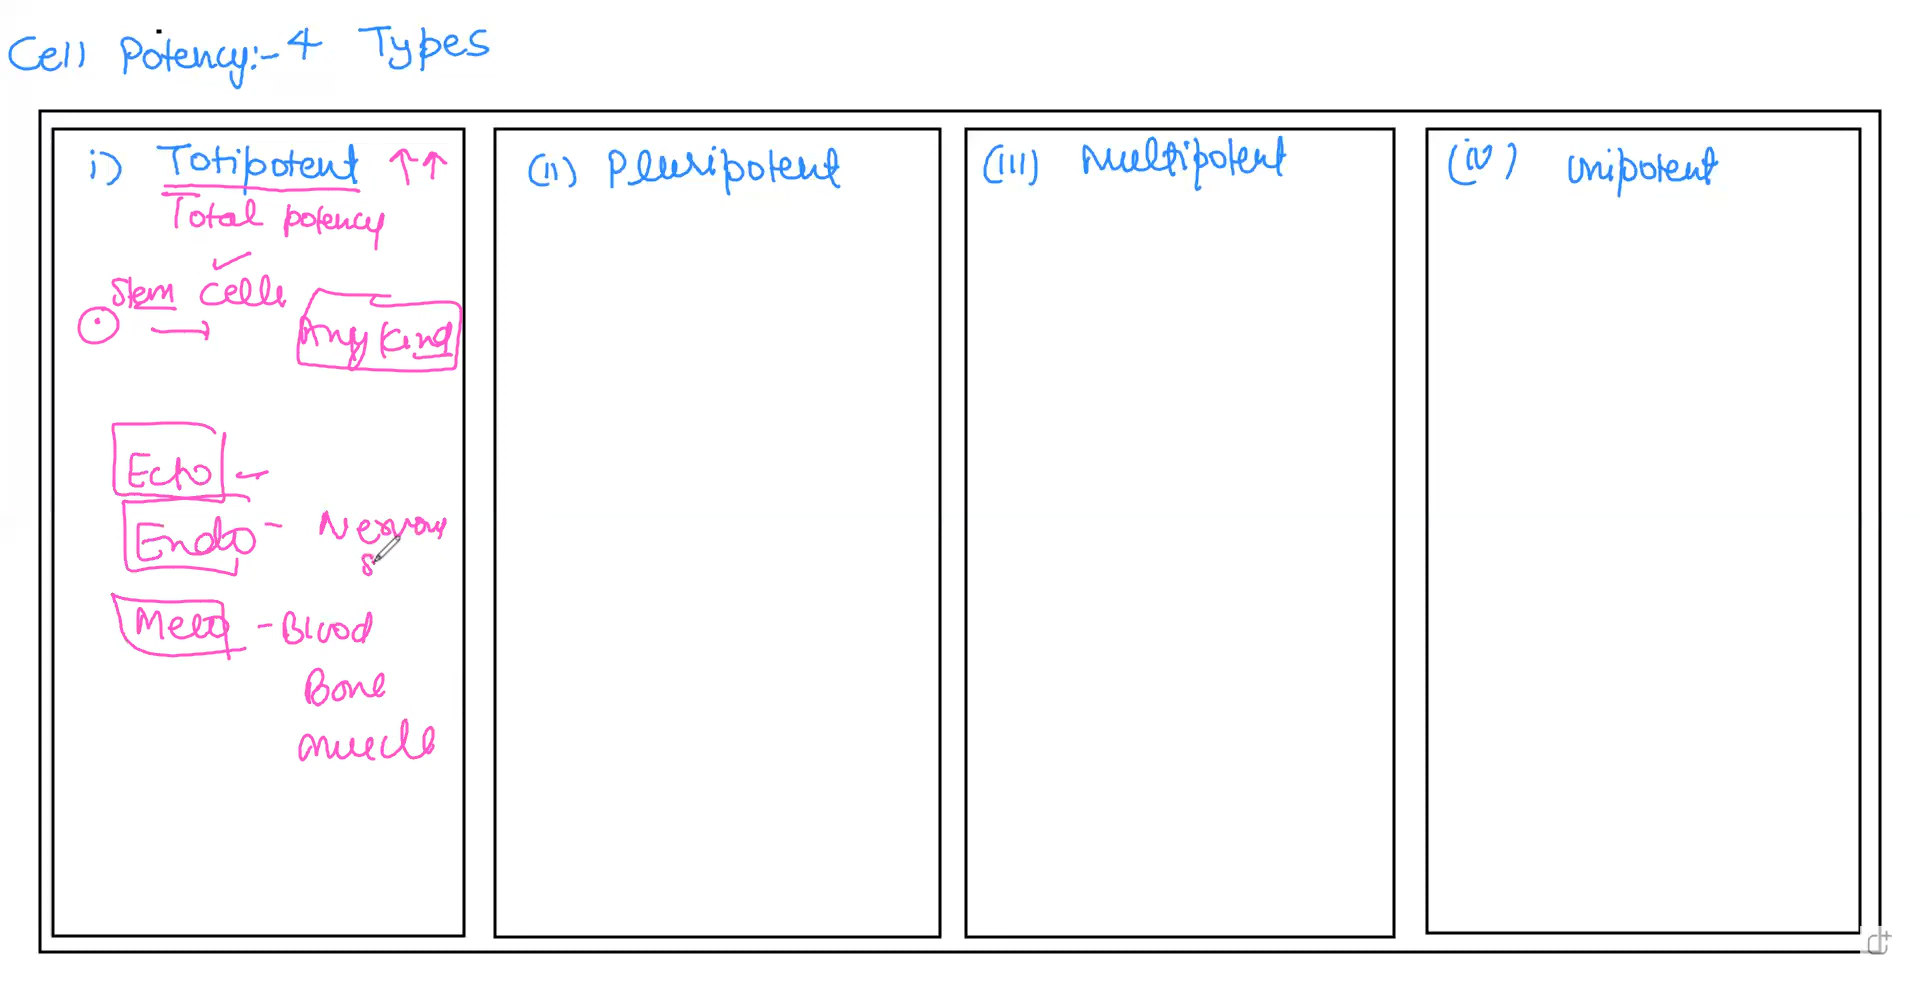 Cell Potency:- 4 Types
i) Totipotent ↑↑
Total potency
Stem cells
Any kind
Ecto -
Endo - Nervous
s
Meso - Blood
Bone
muscle
(ii) Pluripotent
(iii) Multipotent
(iv) unipotent